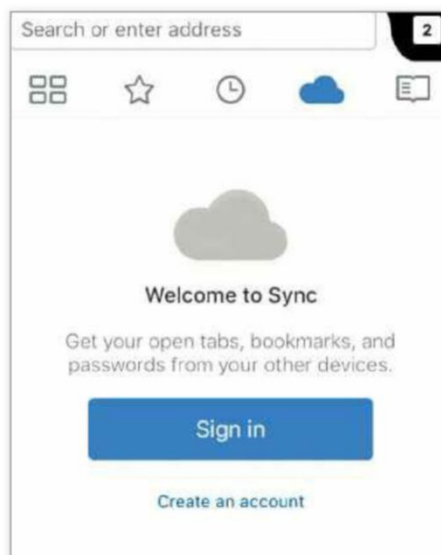 Search or enter address
2
Welcome to Sync
Get your open tabs, bookmarks, and
passwords from your other devices.
Sign in
Create an account